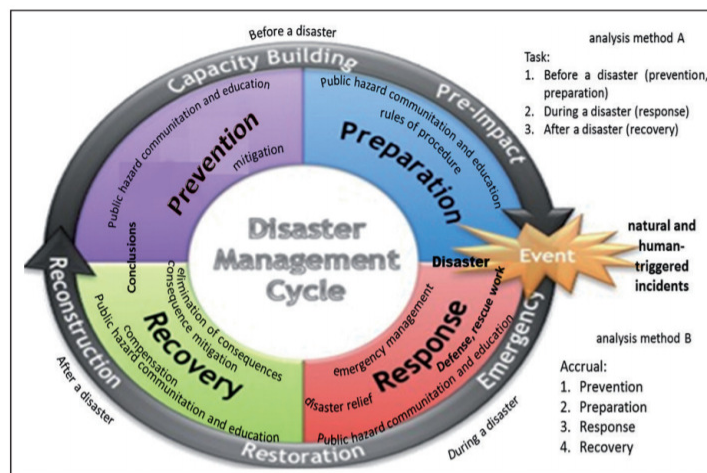 Before a disaster
Capacity Building
Pre-Impact
Public hazard communitation and education
mitigation
Prevention
Conclusions
Public hazard communitation and education
rules of procedure
Preparation
Disaster
Management
Cycle
Disaster
Event
natural and
human-
triggered
incidents
Emergency
Defense, rescue work
emergency management
Response
disaster relief
Public hazard communitation and education
During a disaster
Restoration
Reconstruction
After a disaster
elimination of consequences
consequence mitigation
Recovery
compensation
Public hazard communitation and education
analysis method A
Task:
1. Before a disaster (prevention,
preparation)
2. During a disaster (response)
3. After a disaster (recovery)
analysis method B
Accrual:
1. Prevention
2. Preparation
3. Response
4. Recovery